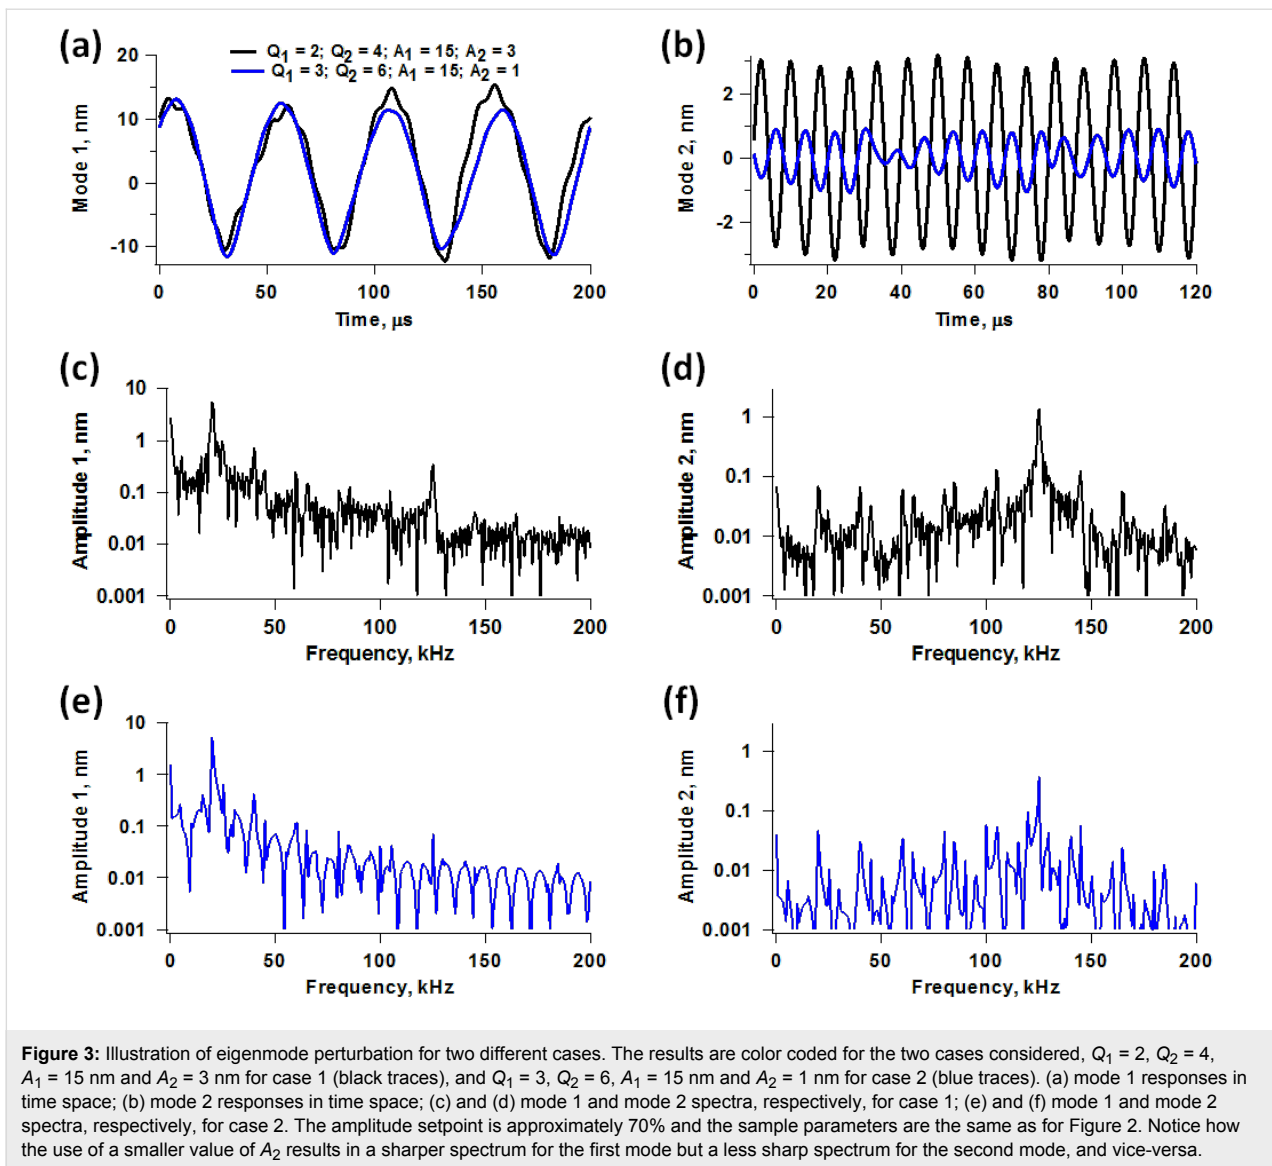 (a)
Q1 = 2; Q2 = 4; A1 = 15; A2 = 3
Q1 = 3; Q2 = 6; A1 = 15; A2 = 1
20
10
0
-10
Mode 1, nm
0 50 100 150 200
Time, μs
(b)
2
0
-2
Mode 2, nm
0 20 40 60 80 100 120
Time, μs
(c)
10
1
0.1
0.01
0.001
Amplitude 1, nm
0 50 100 150 200
Frequency, kHz
(d)
1
0.1
0.01
0.001
Amplitude 2, nm
0 50 100 150 200
Frequency, kHz
(e)
10
1
0.1
0.01
0.001
Amplitude 1, nm
0 50 100 150 200
Frequency, kHz
(f)
1
0.1
0.01
0.001
Amplitude 2, nm
0 50 100 150 200
Frequency, kHz
Figure 3: Illustration of eigenmode perturbation for two different cases. The results are color coded for the two cases considered, Q1 = 2, Q2 = 4,
A1 = 15 nm and A2 = 3 nm for case 1 (black traces), and Q1 = 3, Q2 = 6, A1 = 15 nm and A2 = 1 nm for case 2 (blue traces). (a) mode 1 responses in
time space; (b) mode 2 responses in time space; (c) and (d) mode 1 and mode 2 spectra, respectively, for case 1; (e) and (f) mode 1 and mode 2
spectra, respectively, for case 2. The amplitude setpoint is approximately 70% and the sample parameters are the same as for Figure 2. Notice how
the use of a smaller value of A2 results in a sharper spectrum for the first mode but a less sharp spectrum for the second mode, and vice-versa.